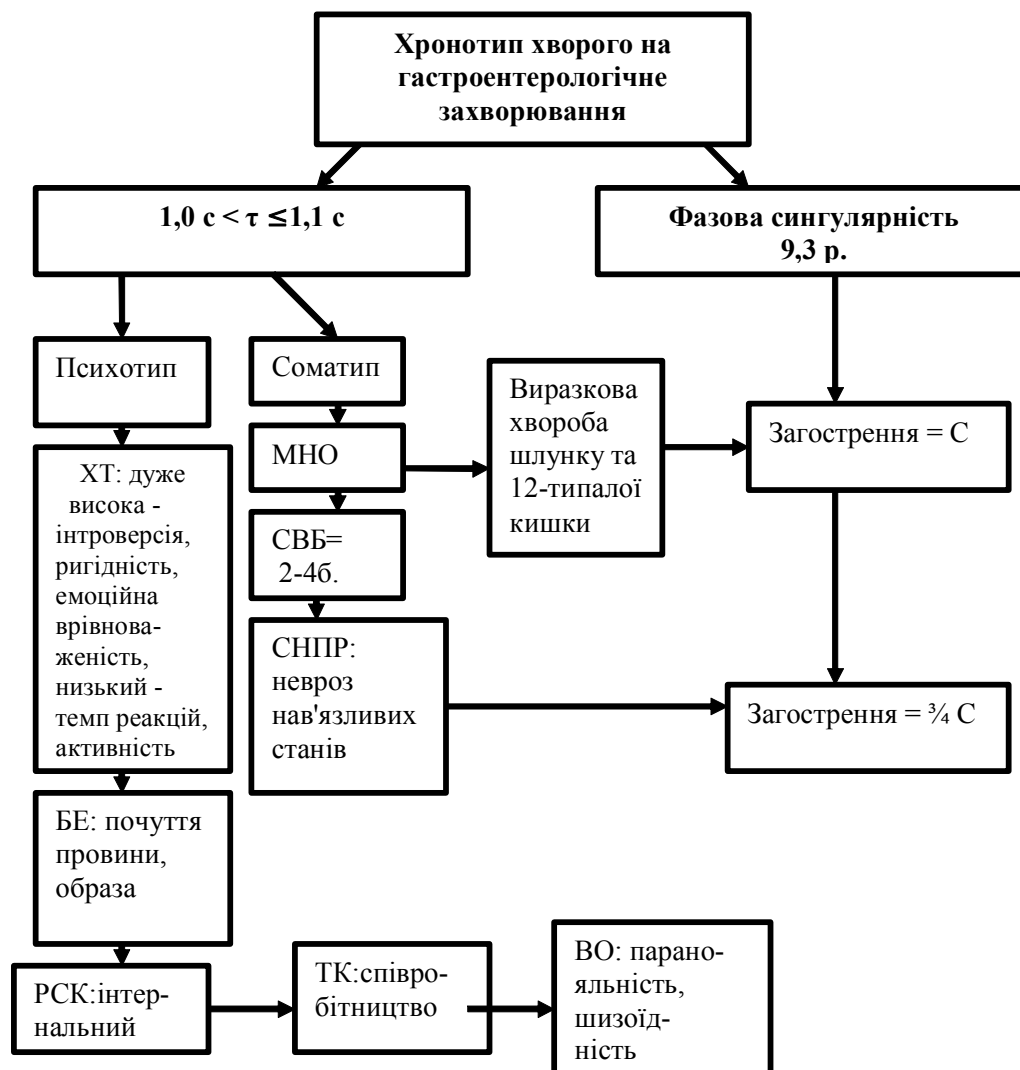 Хронотип хворого на
гастроентерологічне
захворювання
1,0 с < τ ≤1,1 с
Фазова сингулярність
9,3 р.
Психотип
Соматип
Виразкова
хвороба
шлунку та
12-типалої
кишки
Загострення = С
МНО
ХТ: дуже
висока -
інтроверсія,
ригідність,
емоційна
врівнова-
женість,
низький -
темп реакцій,
активність
СВБ=
2-4б.
СНПР:
невроз
нав'язливих
станів
Загострення = ¾ С
БЕ: почуття
провини,
образа
РСК:інтер-
нальний
ТК:співро-
бітництво
ВО: парано-
яльність,
шизоїд-
ність